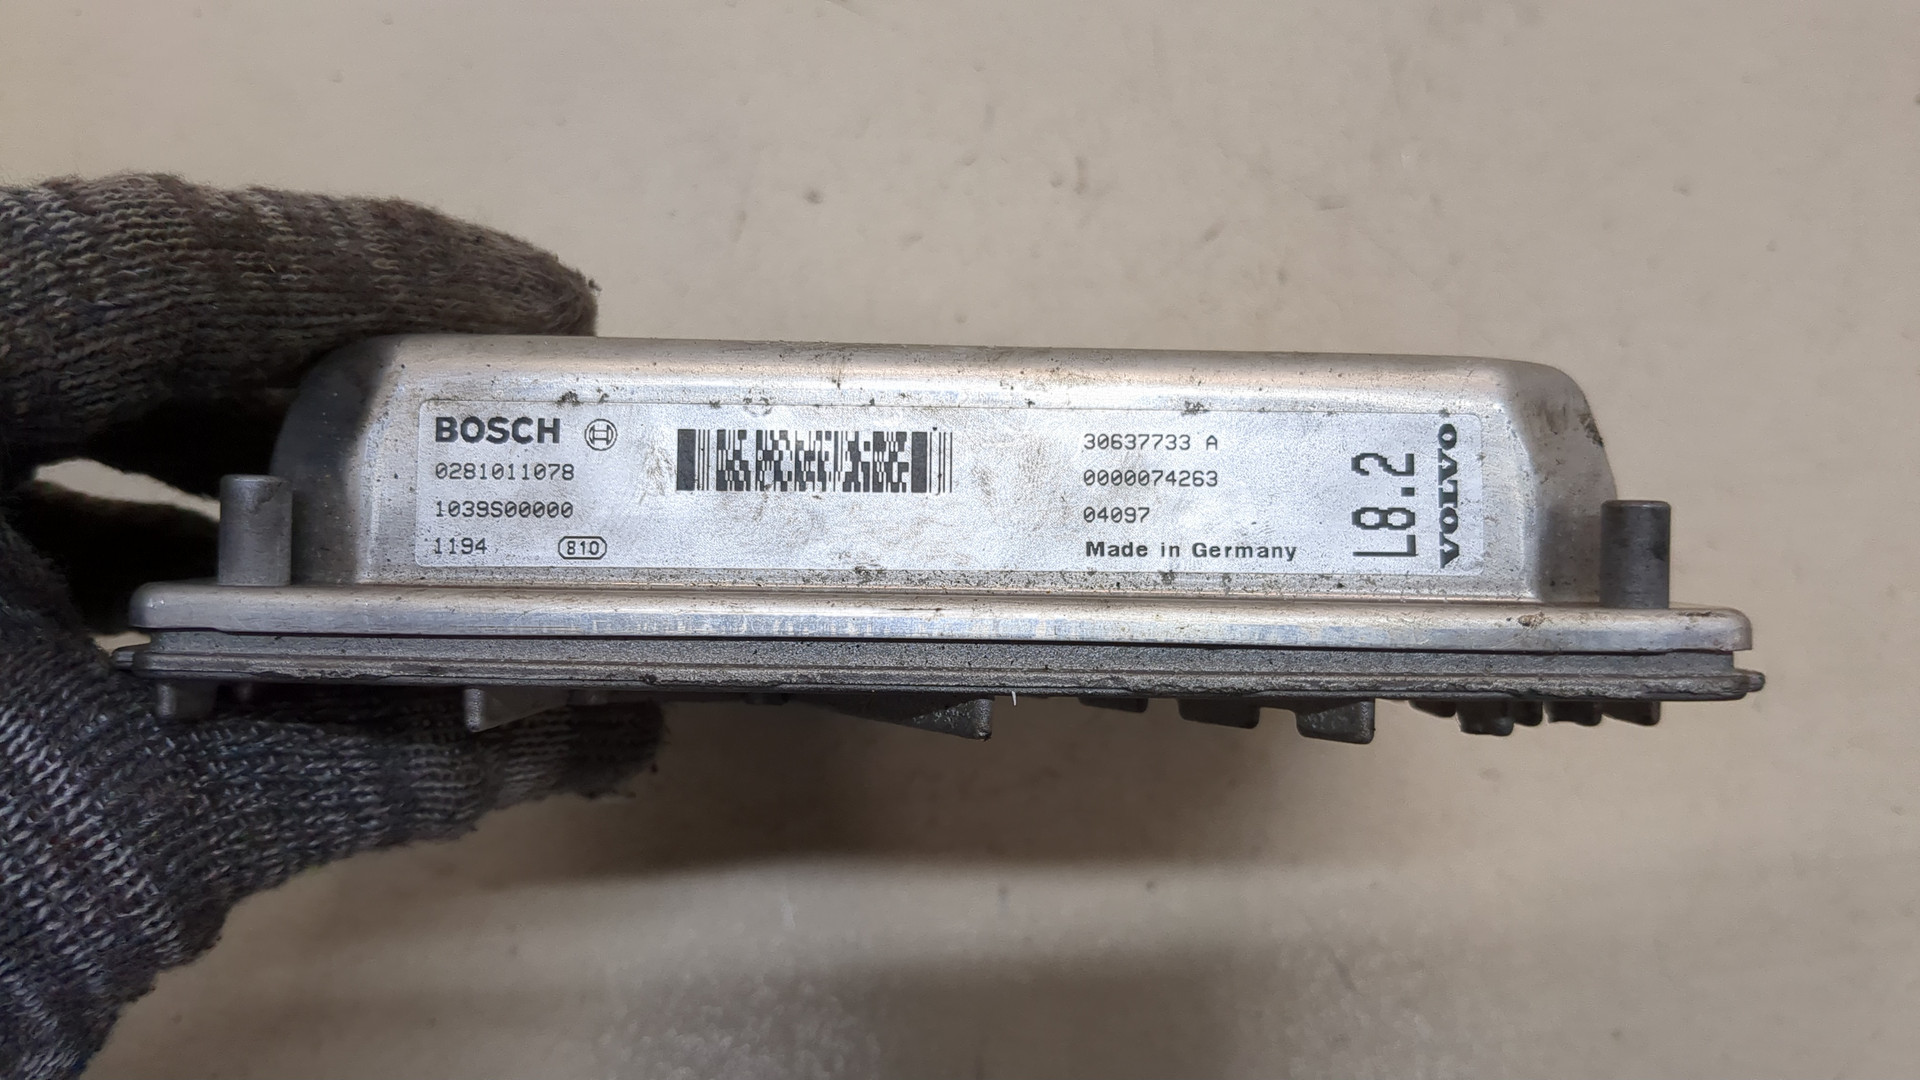 BOSCH
0281011078
1039S00000
1194 810
30637733 A
0000074263
04097
Made in Germany
L8.2
VOLVO